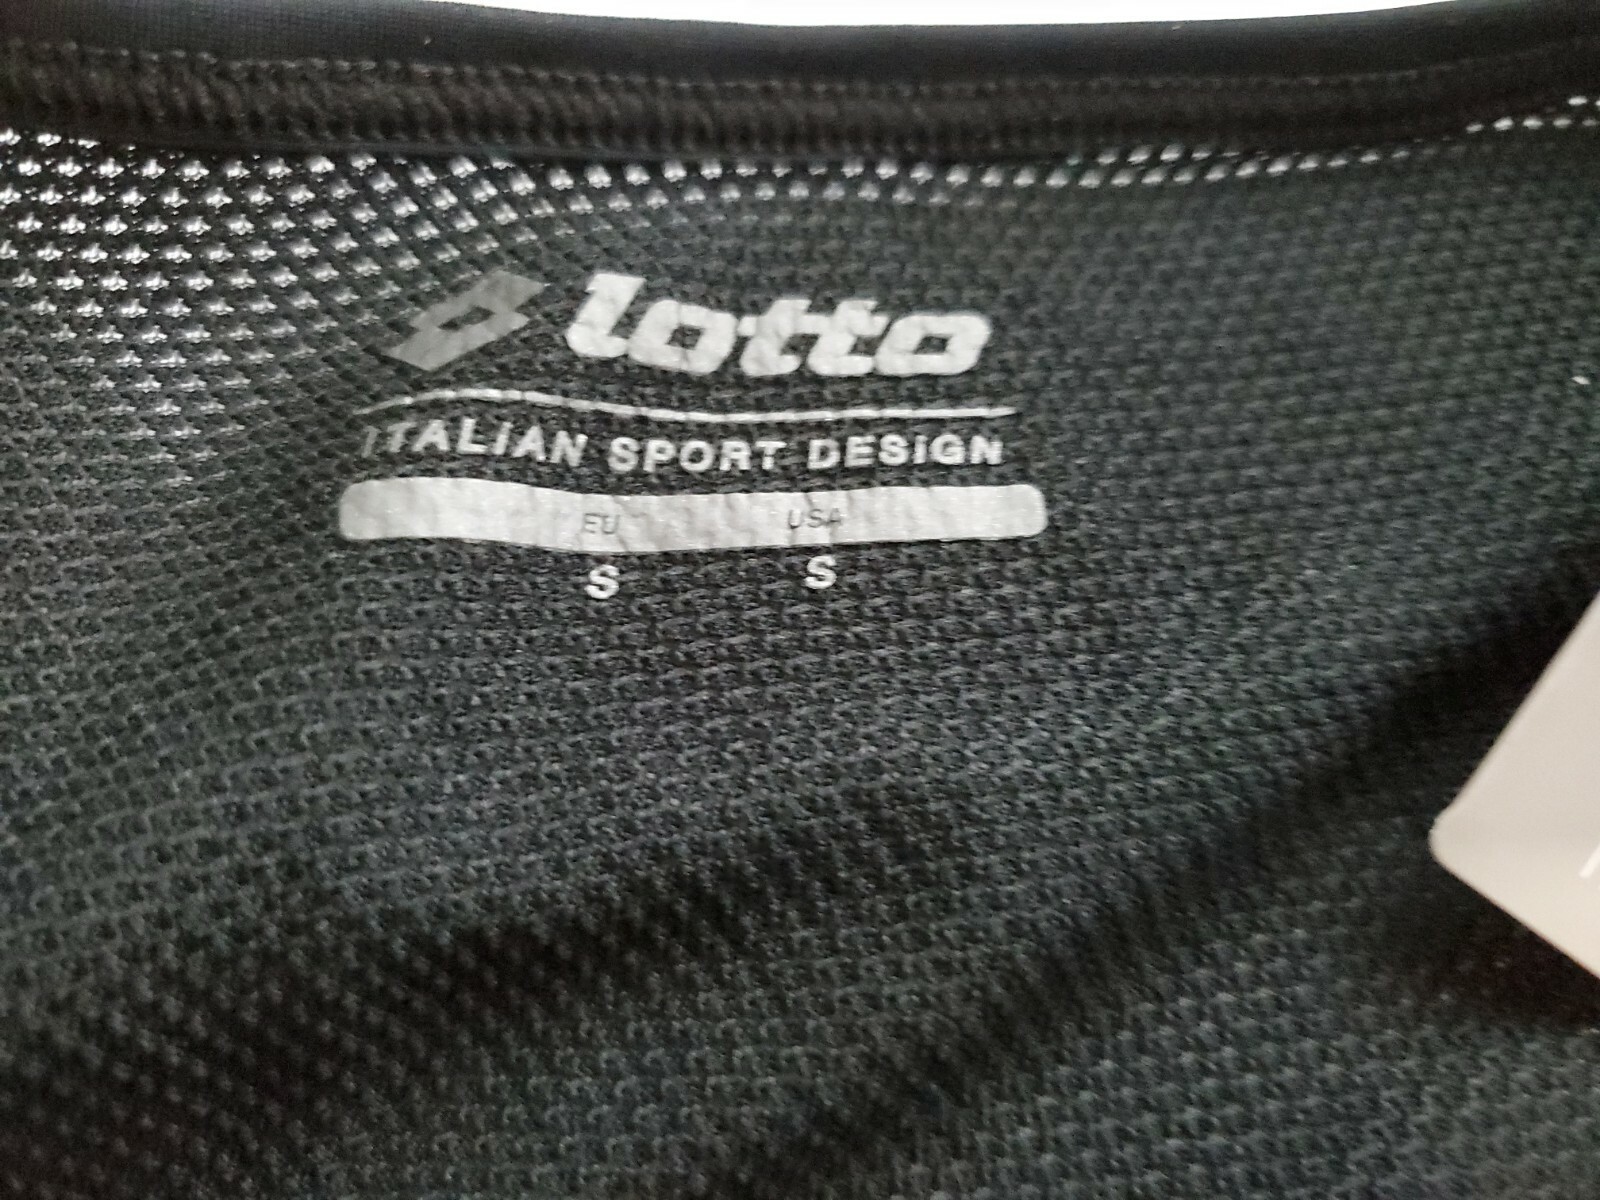 lotto
ITALIAN SPORT DESIGN
EU USA
S S